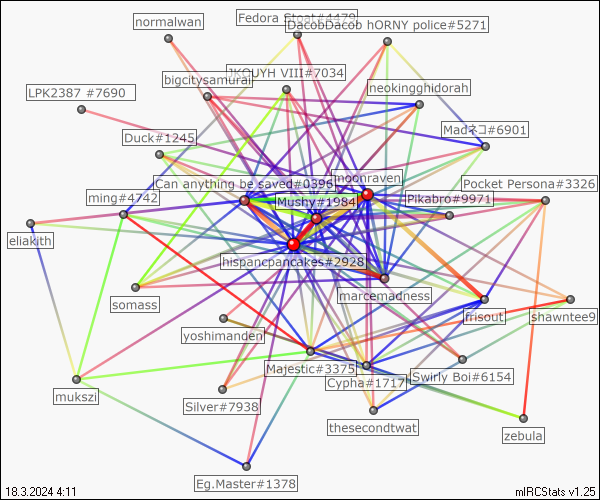 normalwan
Fedora Stoat#4479
DacobDacob hORNY police#5271
bigcitysamurai
JKOUYH VIII#7034
neokingghidorah
LPK2387 #7690
Duck#1245
Madネコ#6901
Can anything be saved#0396
moonraven
Pocket Persona#3326
ming#4742
Mushy#1984
Pikabro#9971
eliakith
hispancpancakes#2928
marcemadness
somass
frisout
shawntee9
yoshimanden
Majestic#3375
Cypha#1717
Swirly Boi#6154
mukszi
Silver#7938
thesecondtwat
zebula
Eg.Master#1378
18.3.2024 4:11
mIRCStats v1.25